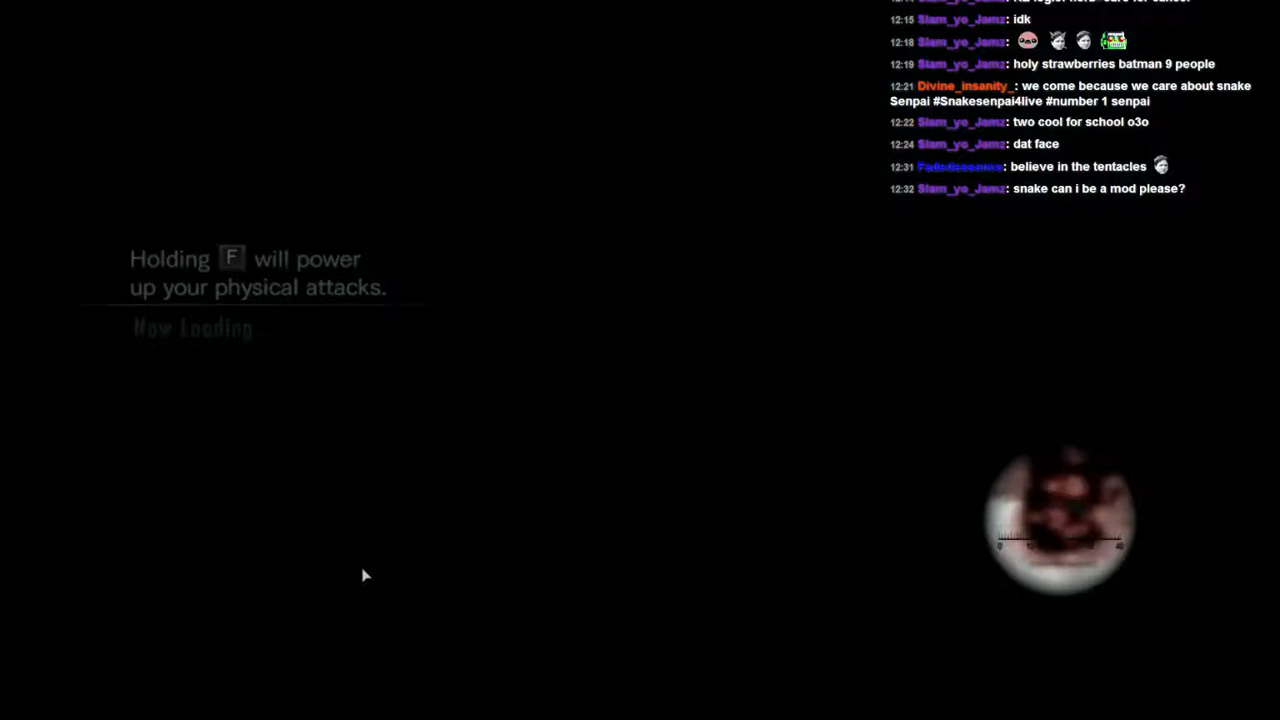 12:15 Slam_yo_Jamz: idk
12:18 Slam_yo_Jamz:
12:19 Slam_yo_Jamz: holy strawberries batman 9 people
12:21 Divine_insanity_: we come because we care about snake
Senpai #Snakesenpai4live #number 1 senpai
12:22 Slam_yo_Jamz: two cool for school o3o
12:24 Slam_yo_Jamz: dat face
12:31 : believe in the tentacles
12:32 Slam_yo_Jamz: snake can i be a mod please?
Holding F will power
up your physical attacks.
Now Loading...
0 40